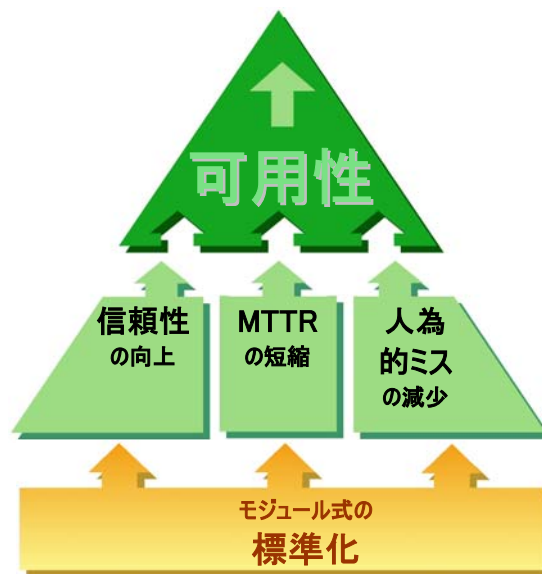 可用性
信頼性
の向上
MTTR
の短縮
人為
的ミス
の減少
モジュール式の
標準化